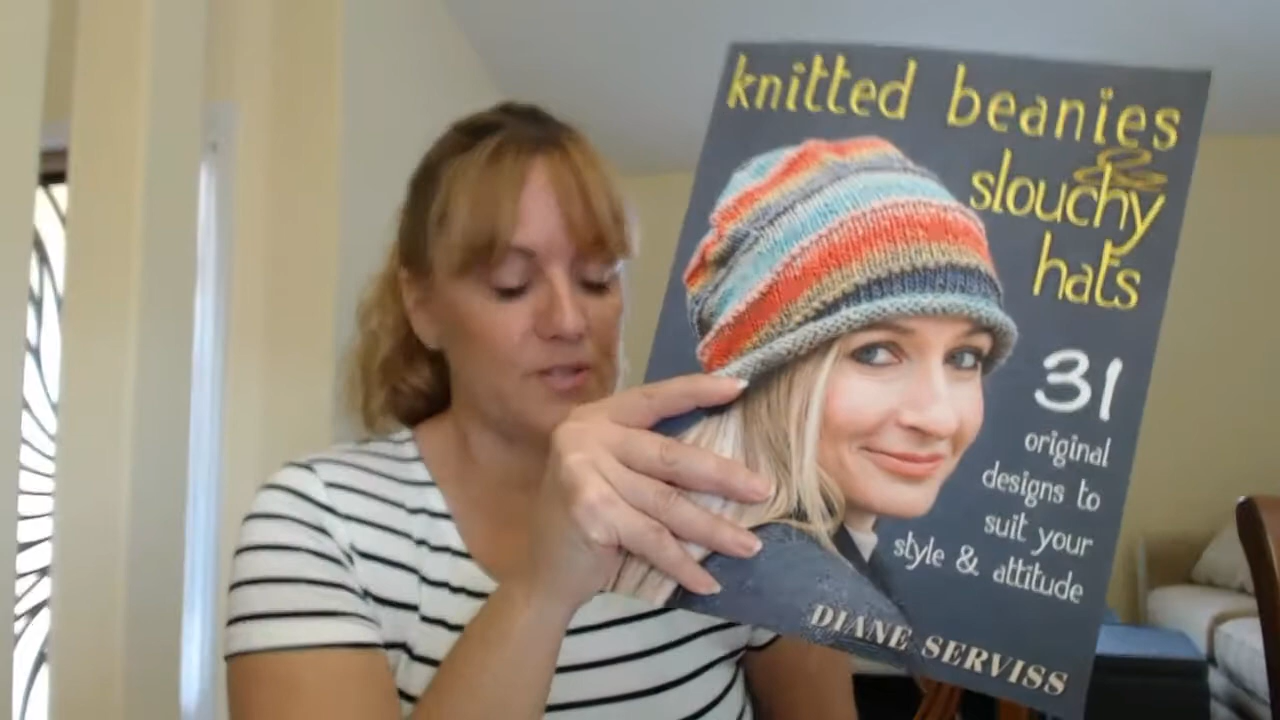 knitted beanies
&
slouchy
hats
31
original
designs to
suit your
style & attitude
DIANE SERVISS